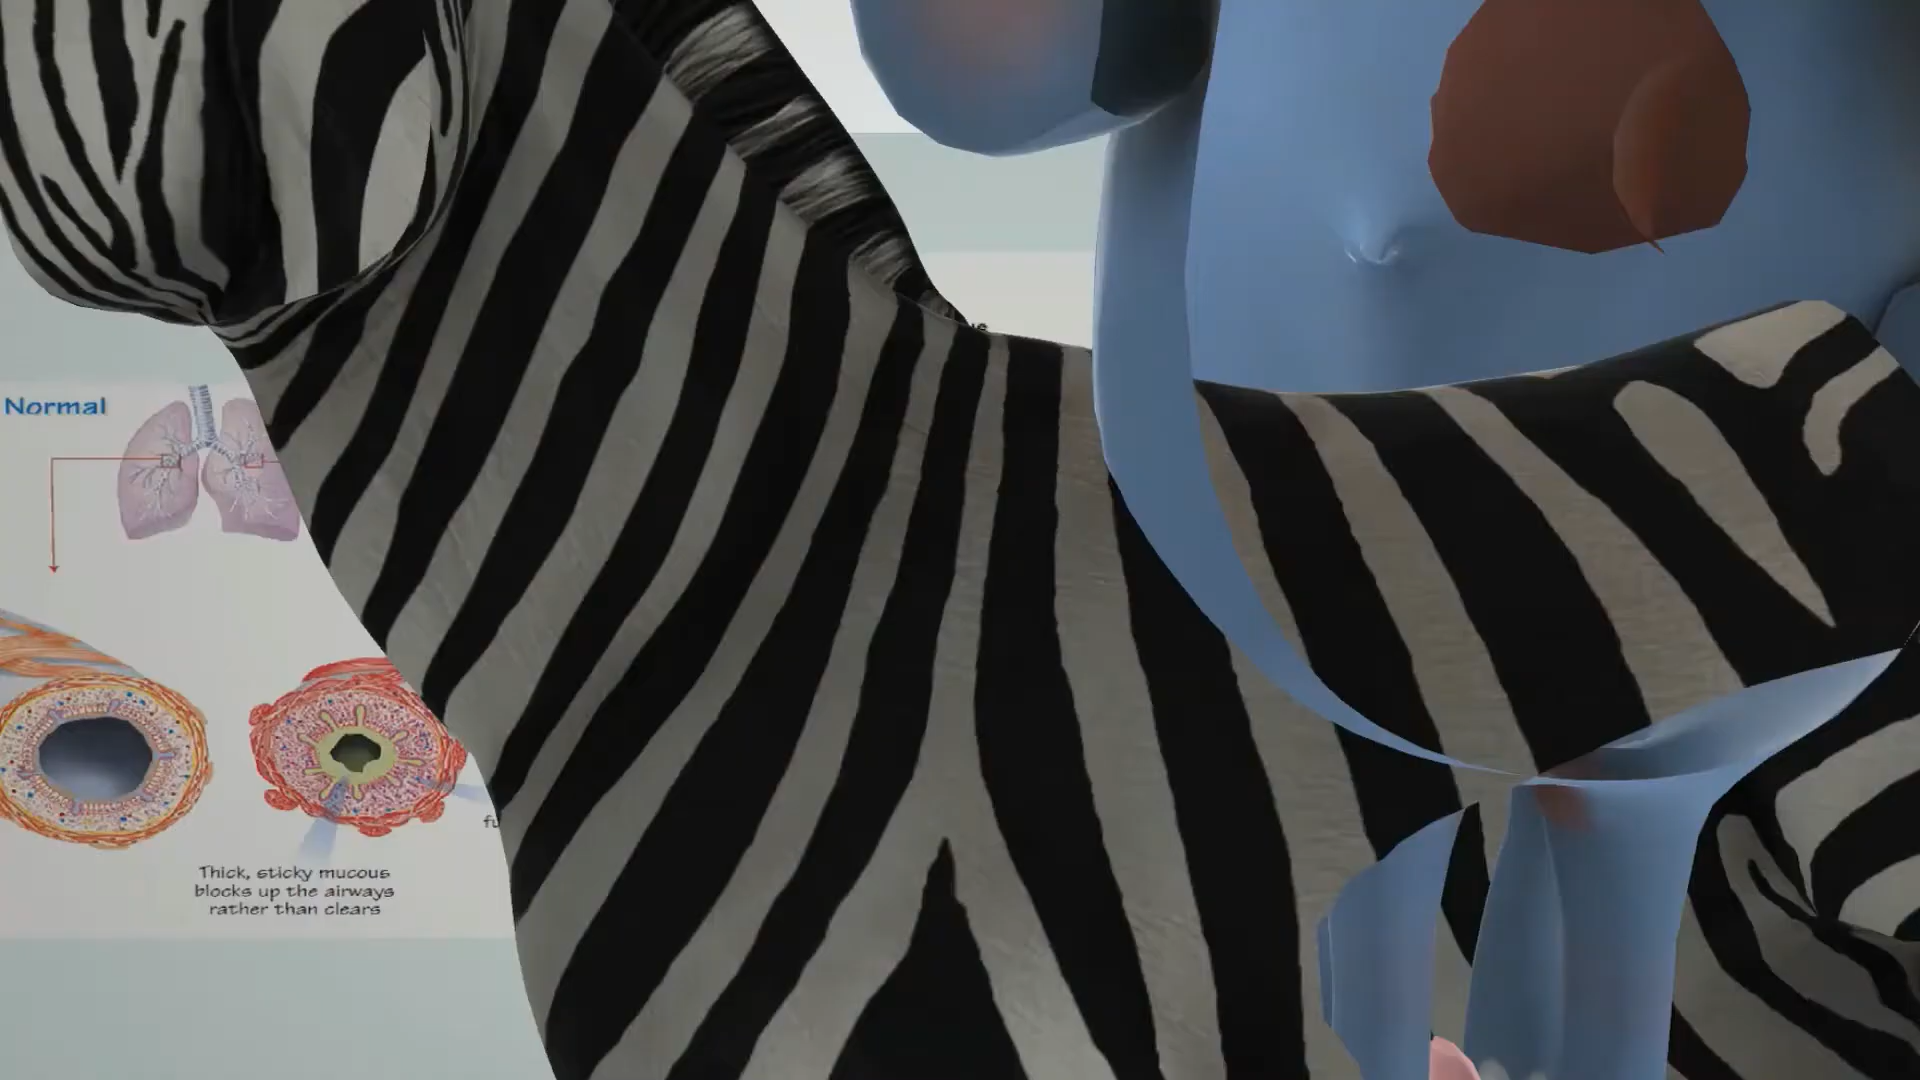 Normal
Thick, sticky mucous
blocks up the airways
rather than clears